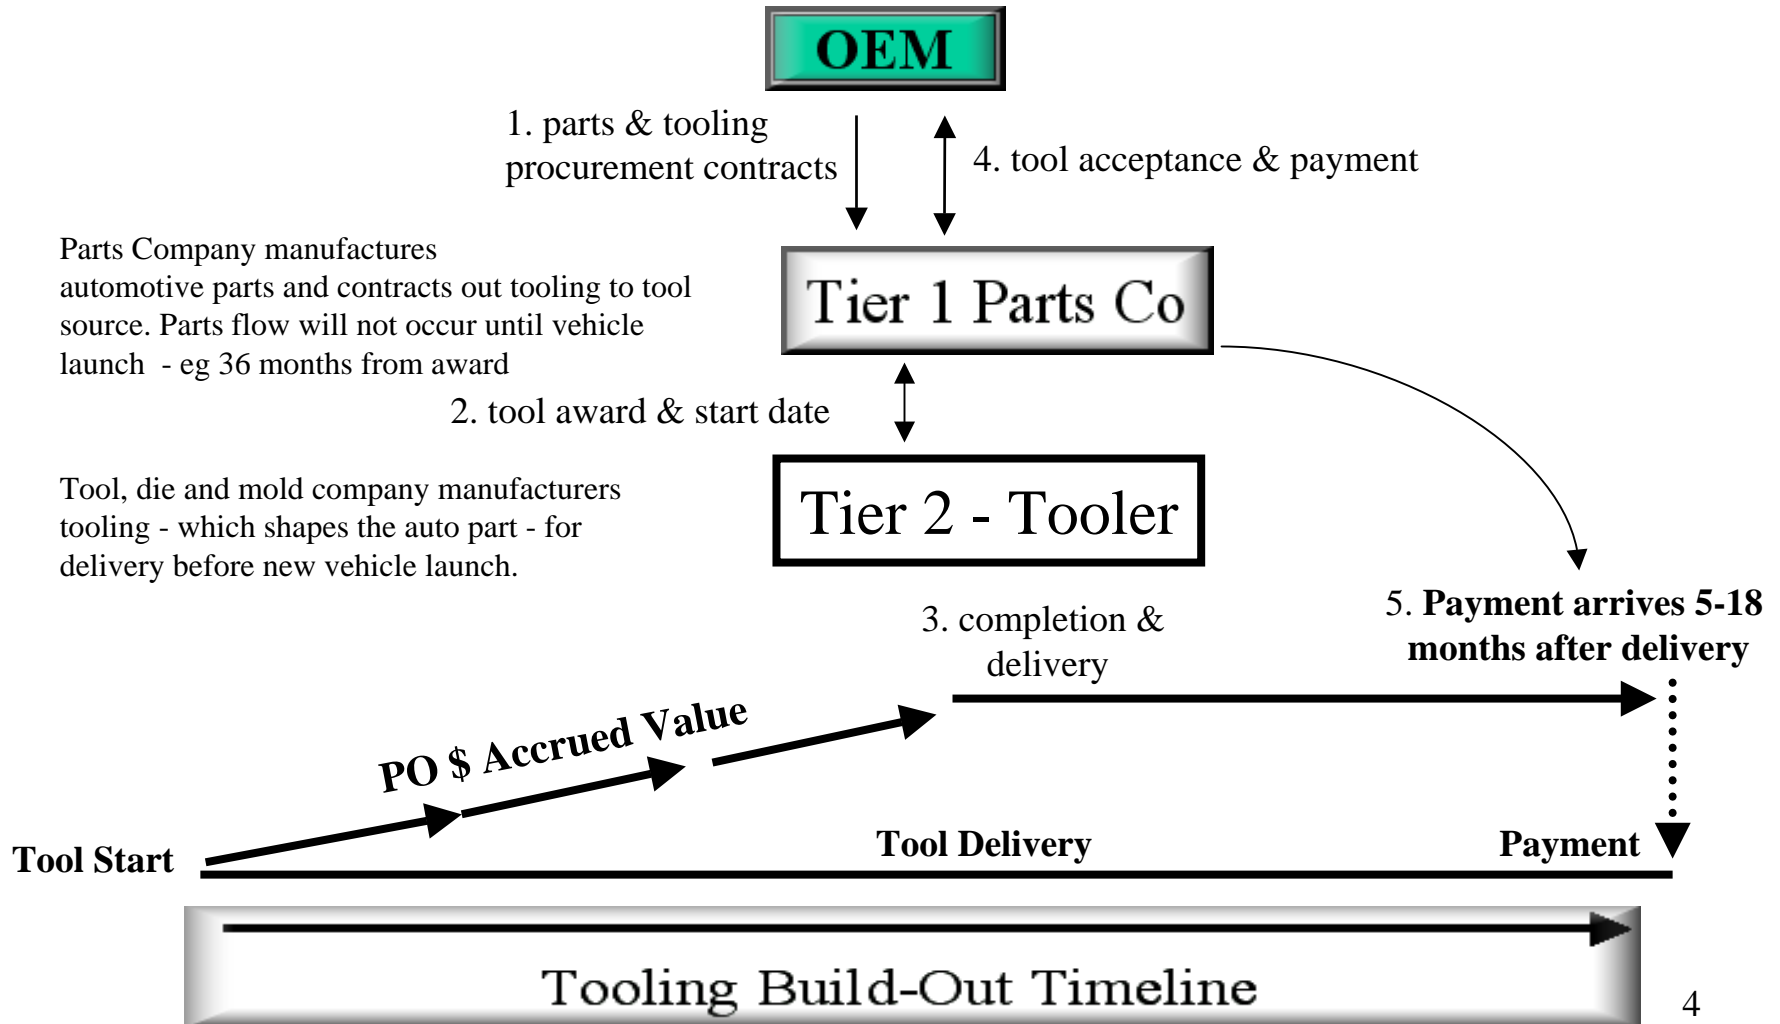 OEM
1. parts & tooling
procurement contracts
4. tool acceptance & payment
Parts Company manufactures
automotive parts and contracts out tooling to tool
source. Parts flow will not occur until vehicle
launch  - eg 36 months from award
Tier 1 Parts Co
2. tool award & start date
Tool, die and mold company manufacturers
tooling - which shapes the auto part - for
delivery before new vehicle launch.
Tier 2 - Tooler
3. completion &
delivery
5. Payment arrives 5-18
months after delivery
PO $ Accrued Value
Tool Start
Tool Delivery
Payment
Tooling Build-Out Timeline
4